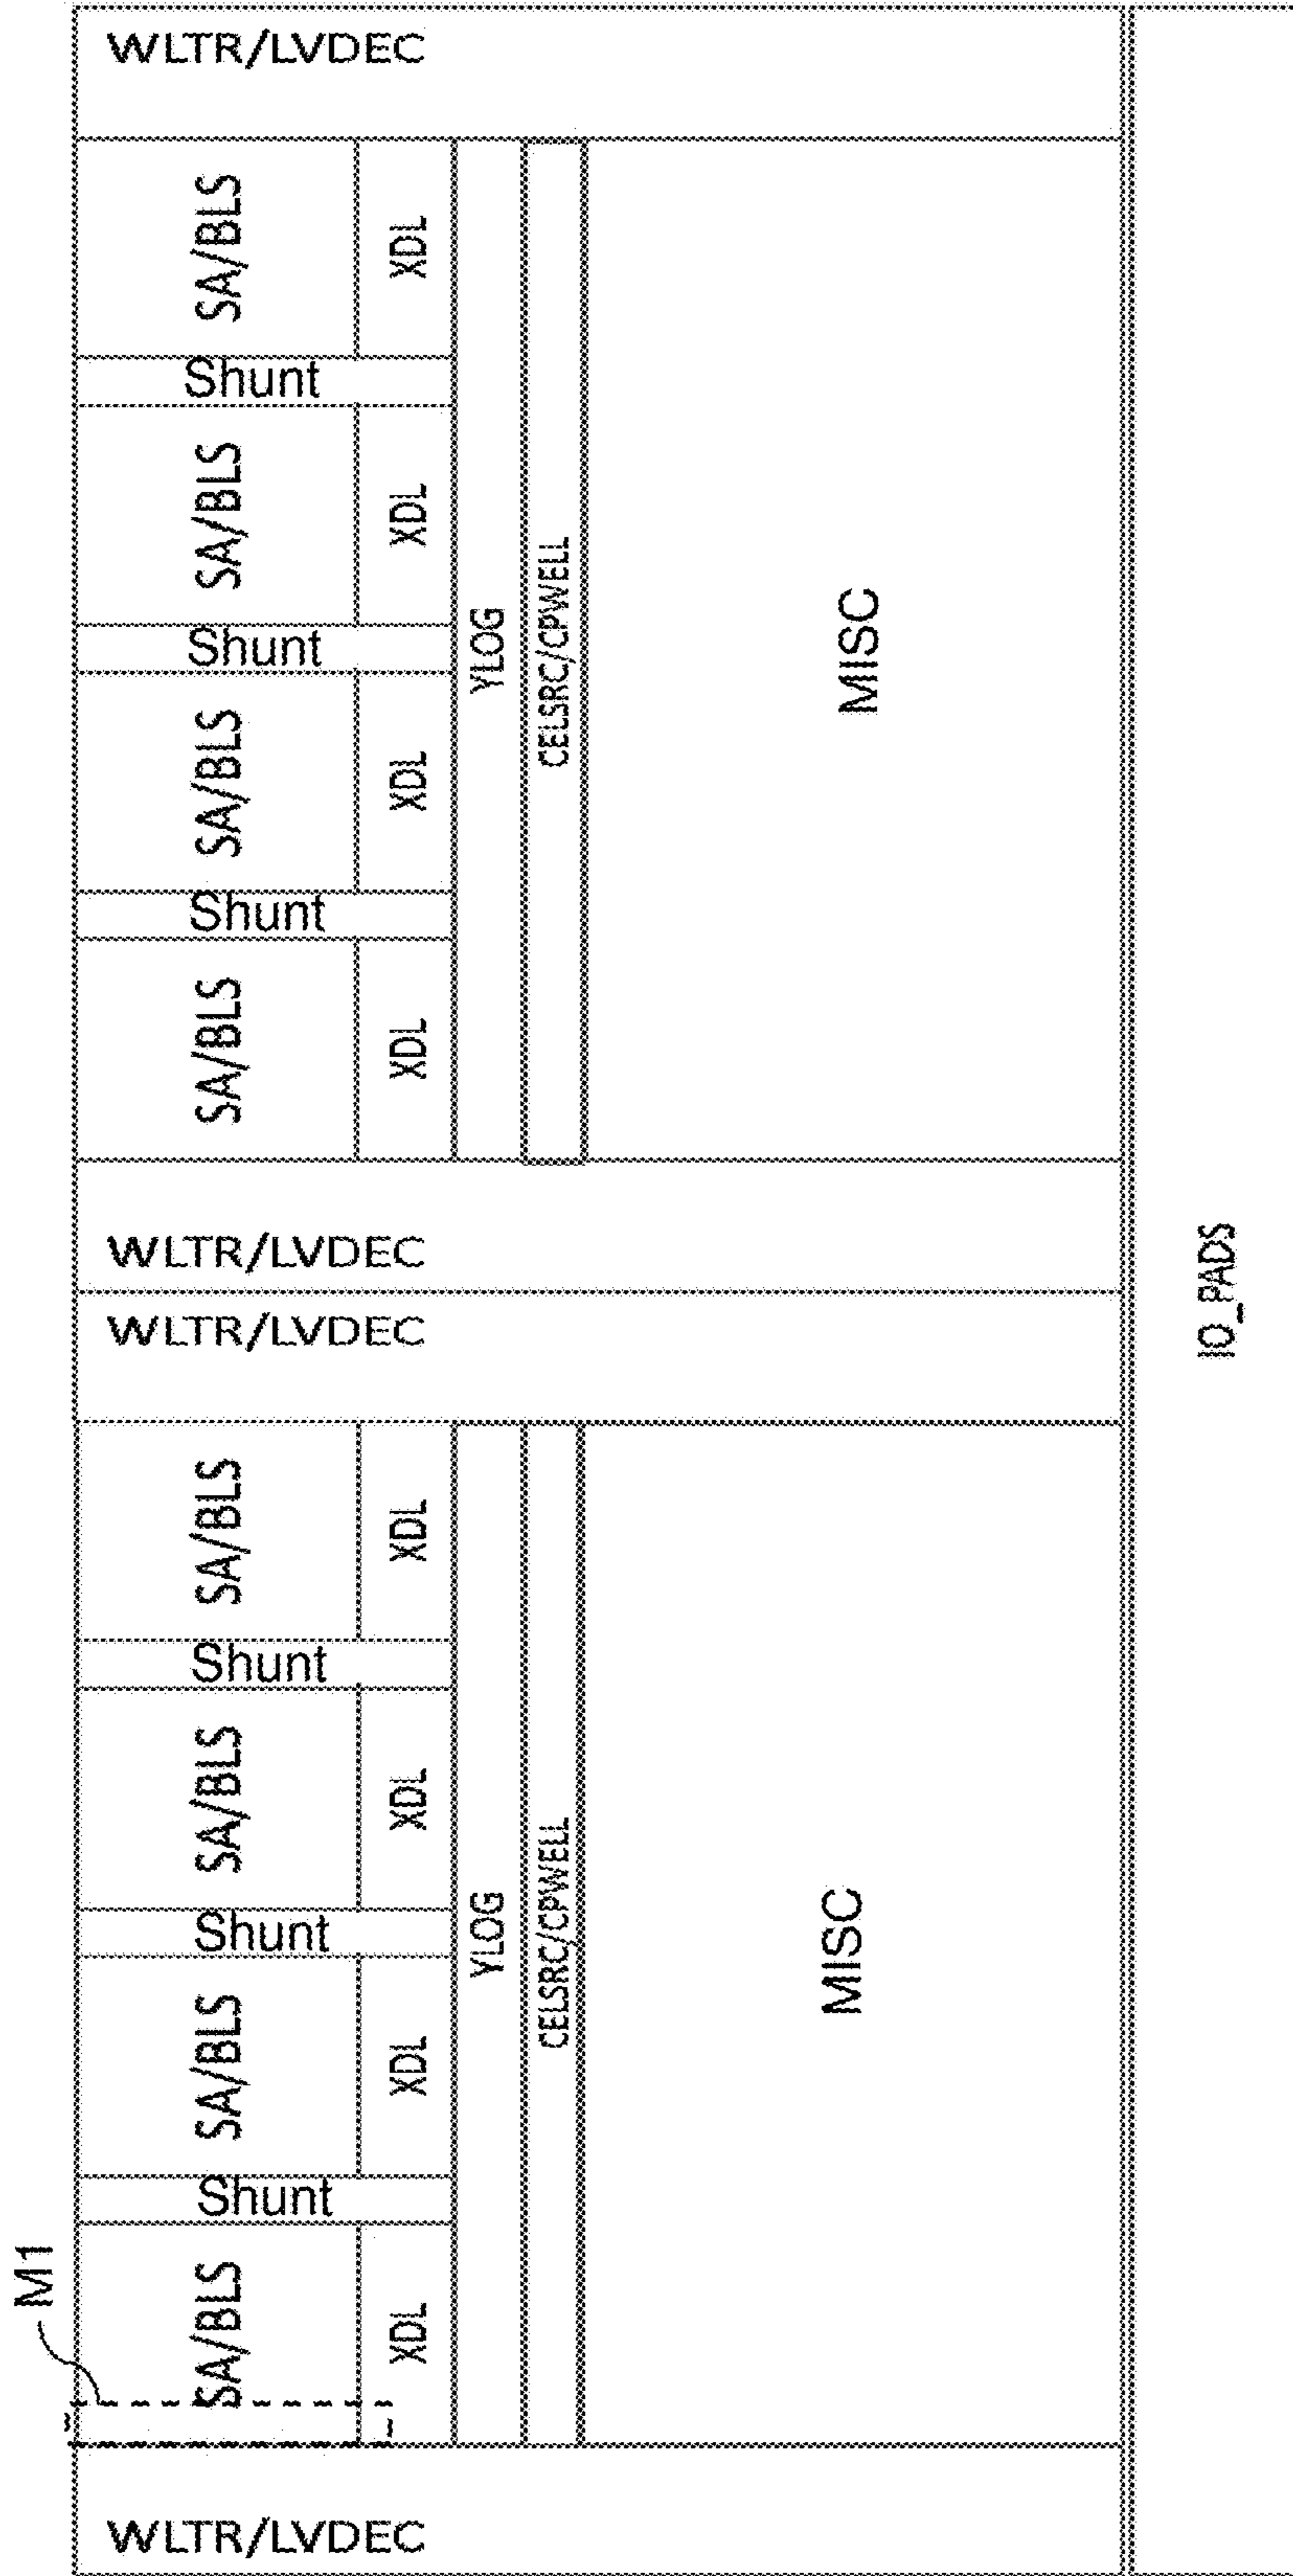 WLTR/LVDEC
SA/BLS
XDL
Shunt
SA/BLS
XDL
Shunt
SA/BLS
XDL
Shunt
SA/BLS
XDL
YLOG
CELSRC/CPWELL
MISC
WLTR/LVDEC
WLTR/LVDEC
IO_PADS
SA/BLS
XDL
Shunt
SA/BLS
XDL
Shunt
SA/BLS
XDL
Shunt
SA/BLS
XDL
YLOG
CELSRC/CPWELL
MISC
M1
WLTR/LVDEC